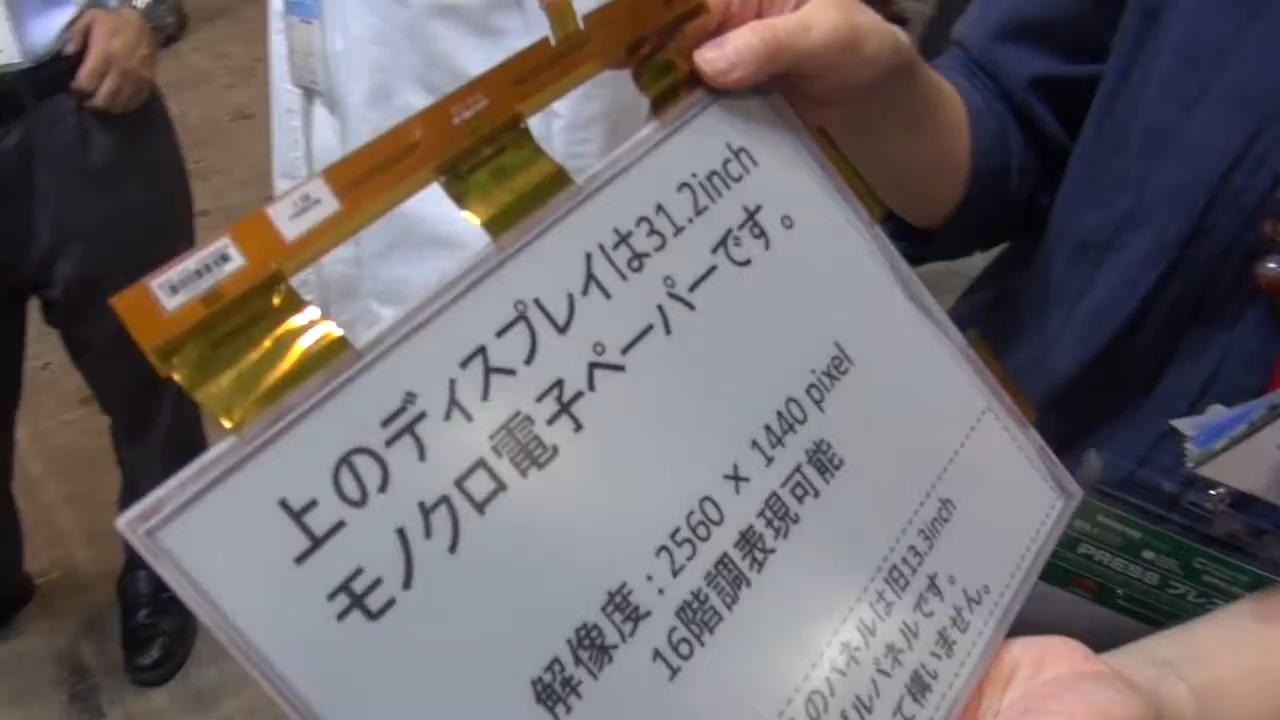 上のディスプレイは31.2inch
モノクロ電子ペーパーです。
解像度：2560 × 1440 pixel
16階調表現可能
のパネルは旧13.3inch
ルパネルです。
て構いません。
PRESS プレ